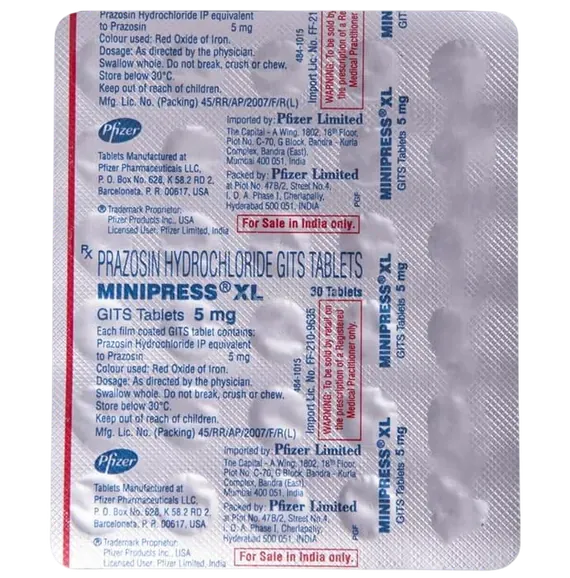 Prazosin Hydrochloride IP equivalent
to Prazosin 5 mg
Colour used: Red Oxide of Iron.
Dosage: As directed by the physician.
Swallow whole. Do not break, crush or chew.
Store below 30°C.
Keep out of reach of children.
Mfg. Lic. No. (Packing) 45/RR/AP/2007/F/R(L)
484-1015
Import Lic. No. FF-21
WARNING: To be sold by
the prescription of a Re
Medical Practitioner
MINIPRESS® XL
GITS Tablets 5 mg
Pfizer
Tablets Manufactured at
Pfizer Pharmaceuticals LLC,
P. O. Box No. 628, K 58.2 RD 2,
Barceloneta, P. R. 00617, USA
® Trademark Proprietor:
Pfizer Products Inc., USA
Licensed User: Pfizer Limited, India
Imported by: Pfizer Limited
The Capital - A Wing, 1802, 18th Floor,
Plot No. C-70, G Block, Bandra - Kurla
Complex, Bandra (East),
Mumbai 400 051, India
Packed by: Pfizer Limited
at Plot No. 47B/2, Street No.4,
I. D. A. Phase I, Cherlapally,
Hyderabad 500 051, INDIA
PGF
For Sale in India only.
MINIPRESS® XL
GITS Tablets 5 mg
Rx PRAZOSIN HYDROCHLORIDE GITS TABLETS
MINIPRESS® XL 30 Tablets
GITS Tablets 5 mg
Each film coated GITS tablet contains:
Prazosin Hydrochloride IP equivalent
to Prazosin 5 mg
Colour used: Red Oxide of Iron.
Dosage: As directed by the physician.
Swallow whole. Do not break, crush or chew.
Store below 30°C.
Keep out of reach of children.
Mfg. Lic. No. (Packing) 45/RR/AP/2007/F/R(L)
484-1015
Import Lic. No. FF-210-9635
WARNING: To be sold by retail on
the prescription of a Registered
Medical Practitioner only.
MINIPRESS® XL
GITS Tablets 5 mg
Pfizer
Tablets Manufactured at
Pfizer Pharmaceuticals LLC,
P. O. Box No. 628, K 58.2 RD 2,
Barceloneta, P. R. 00617, USA
® Trademark Proprietor:
Pfizer Products Inc., USA
Licensed User: Pfizer Limited, India
Imported by: Pfizer Limited
The Capital - A Wing, 1802, 18th Floor,
Plot No. C-70, G Block, Bandra - Kurla
Complex, Bandra (East),
Mumbai 400 051, India
Packed by: Pfizer Limited
at Plot No. 47B/2, Street No.4,
I. D. A. Phase I, Cherlapally,
Hyderabad 500 051, INDIA
PGF
For Sale in India only.